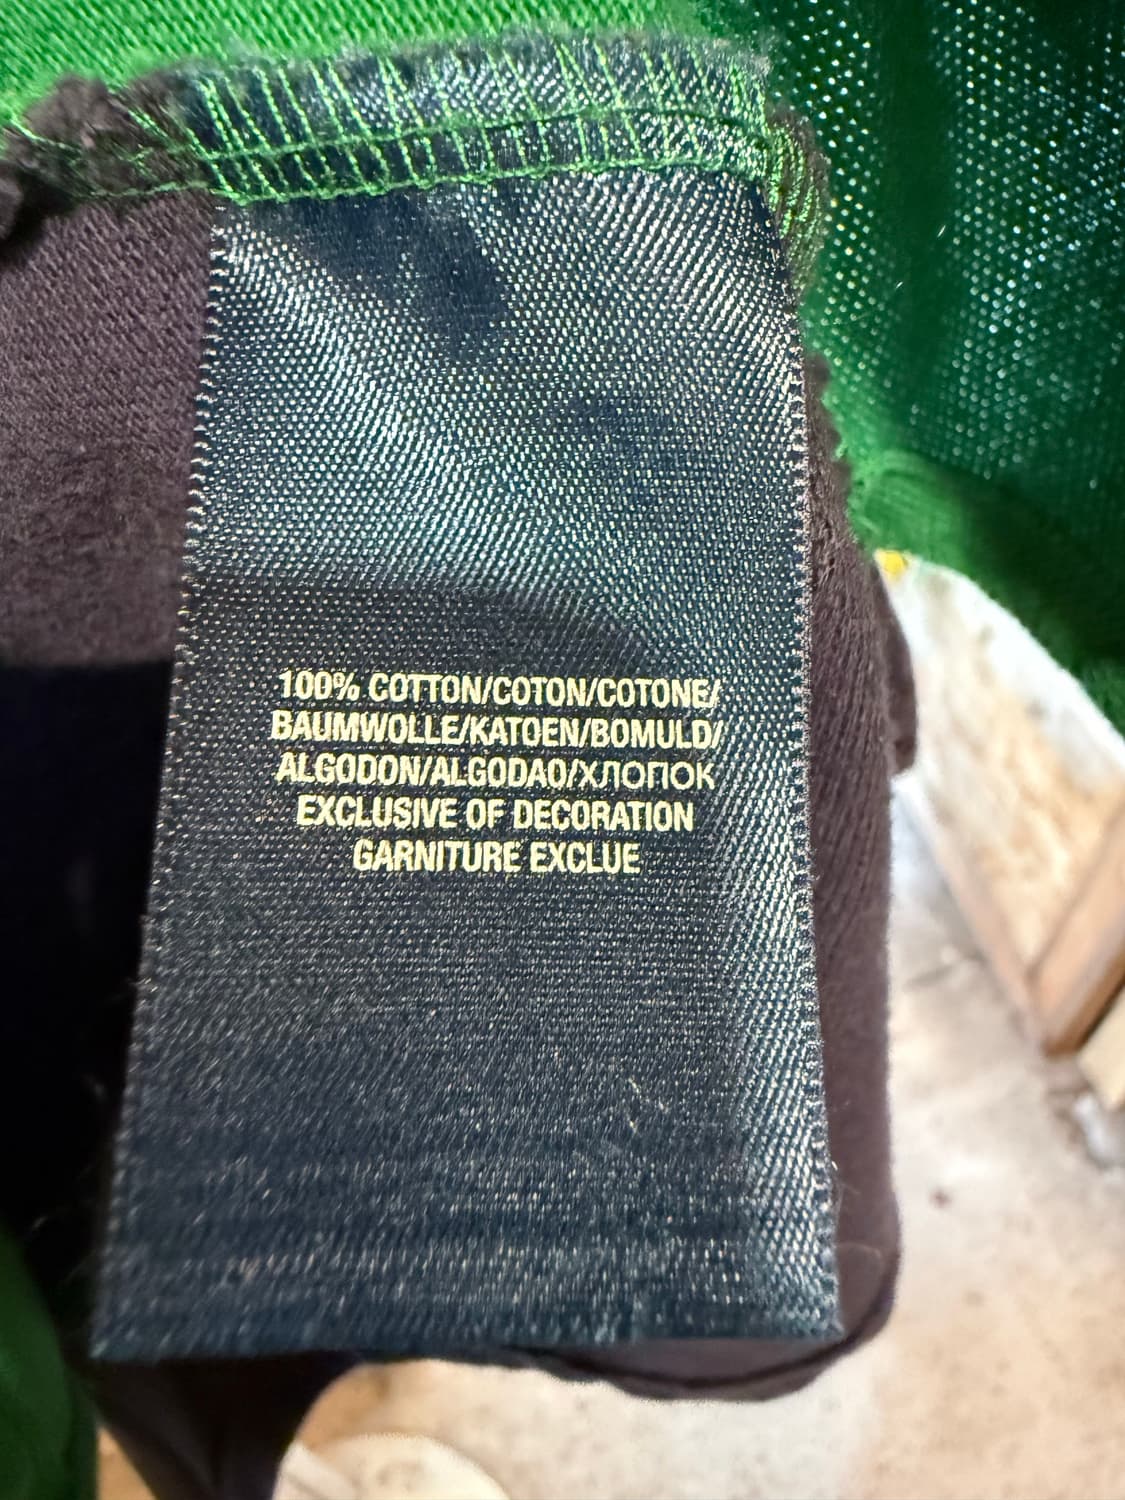 100% COTTON/COTON/COTONE/
BAUMWOLLE/KATOEN/BOMULD/
ALGODON/ALGODAO/ХЛОПОК
EXCLUSIVE OF DECORATION
GARNITURE EXCLUE